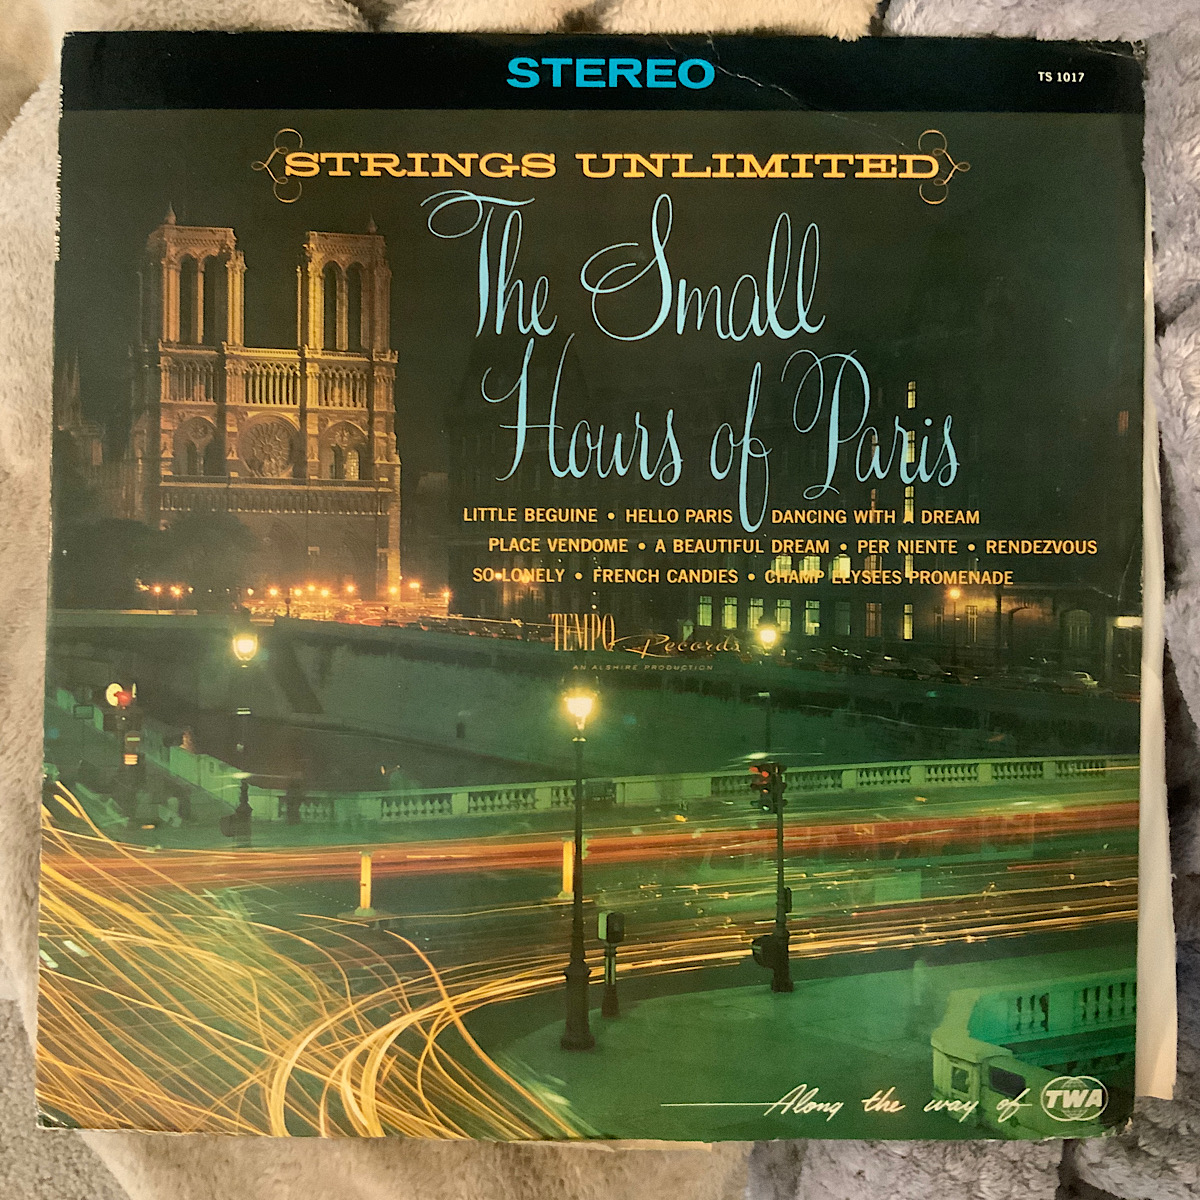 STEREO
TS 1017
STRINGS UNLIMITED
The Small
Hours of Paris
LITTLE BEGUINE • HELLO PARIS DANCING WITH A DREAM
PLACE VENDOME • A BEAUTIFUL DREAM • PER NIENTE • RENDEZVOUS
SO LONELY • FRENCH CANDIES • CHAMP ELYSEES PROMENADE
TEMPO Records
AN ALSHIRE PRODUCTION
Along the way of TWA